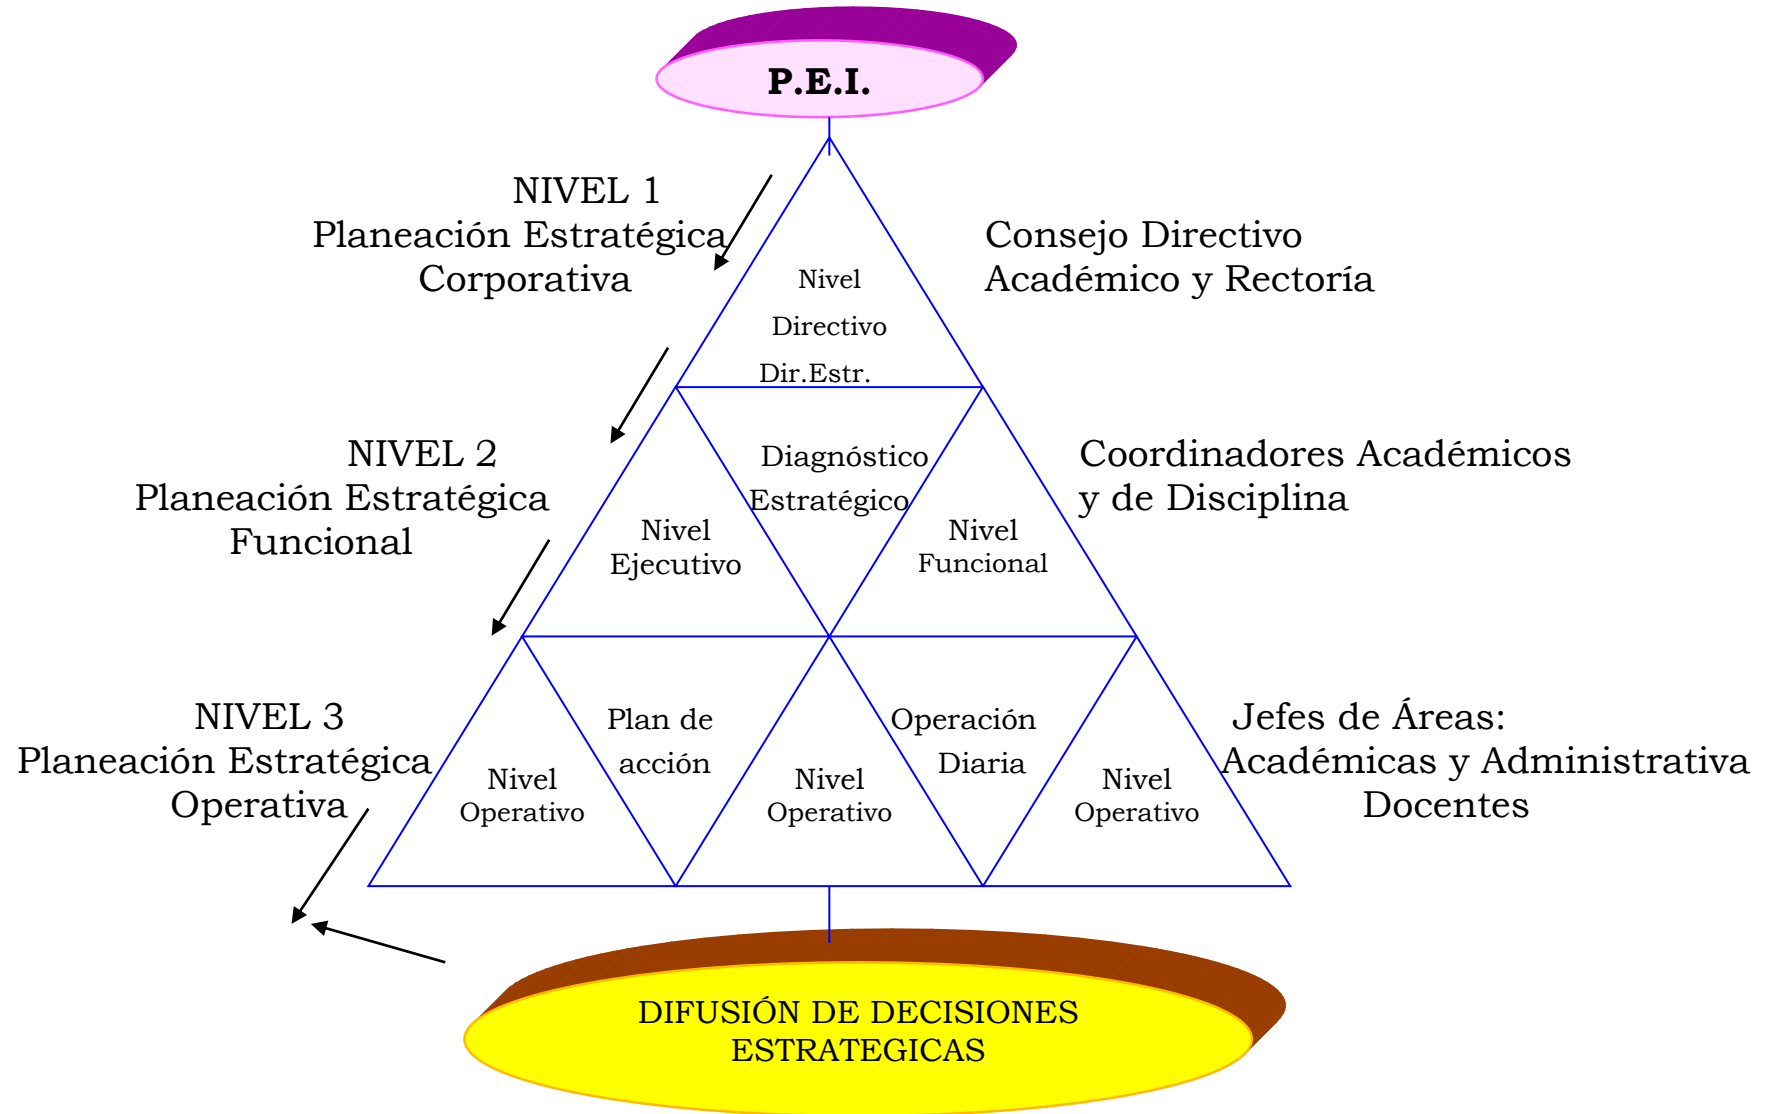 P.E.I.
NIVEL 1
Planeación Estratégica
Corporativa
Consejo Directivo
Académico y Rectoría
Nivel
Directivo
Dir.Estr.
NIVEL 2
Planeación Estratégica
Funcional
Diagnóstico
Estratégico
Nivel
Ejecutivo
Nivel
Funcional
Coordinadores Académicos
y de Disciplina
NIVEL 3
Planeación Estratégica
Operativa
Nivel
Operativo
Plan de
acción
Nivel
Operativo
Operación
Diaria
Nivel
Operativo
Jefes de Áreas:
Académicas y Administrativa
Docentes
DIFUSIÓN DE DECISIONES
ESTRATEGICAS